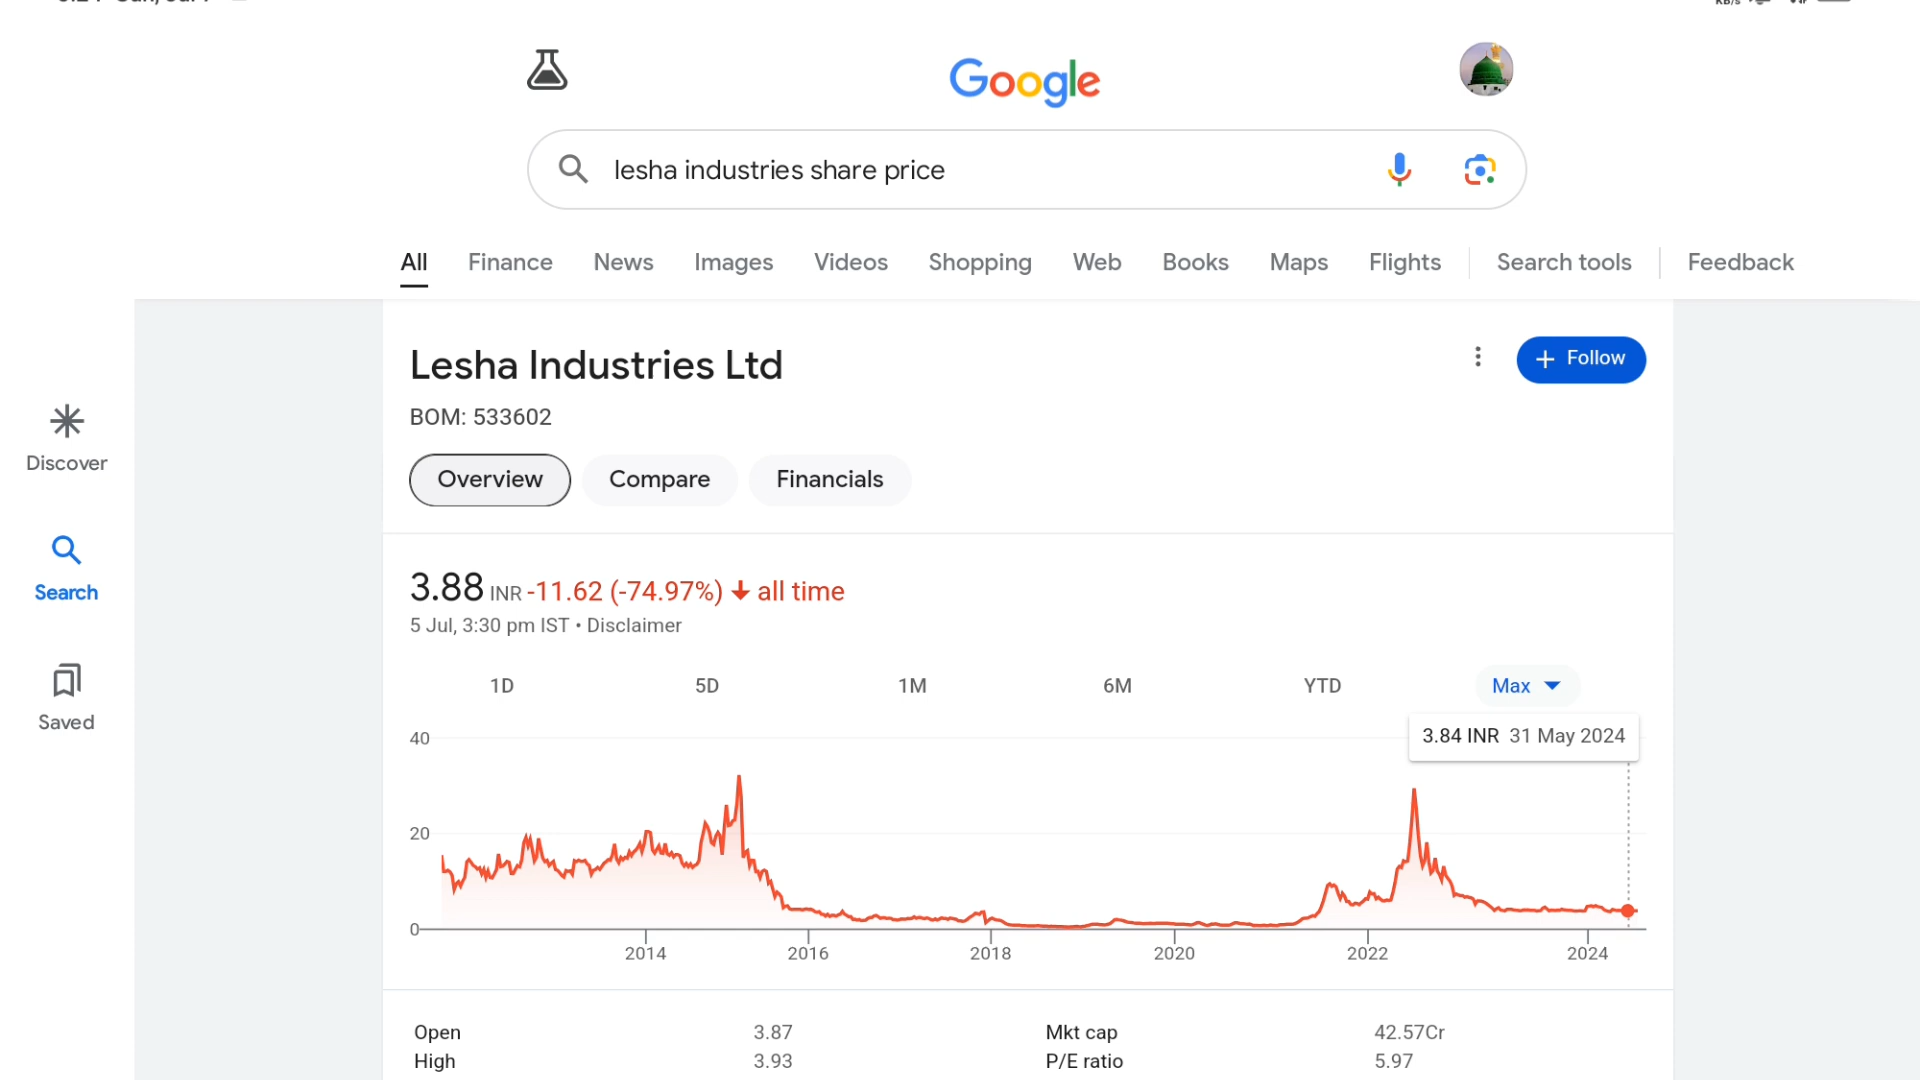 Google
lesha industries share price
All Finance News Images Videos Shopping Web Books Maps Flights Search tools Feedback
Lesha Industries Ltd
Follow
BOM: 533602
Overview Compare Financials
Discover
Search
Saved
3.88 INR -11.62 (-74.97%) all time
5 Jul, 3:30 pm IST • Disclaimer
1D 5D 1M 6M YTD Max
3.84 INR 31 May 2024
40
20
0
2014 2016 2018 2020 2022 2024
Open 3.87 Mkt cap 42.57Cr
High 3.93 P/E ratio 5.97